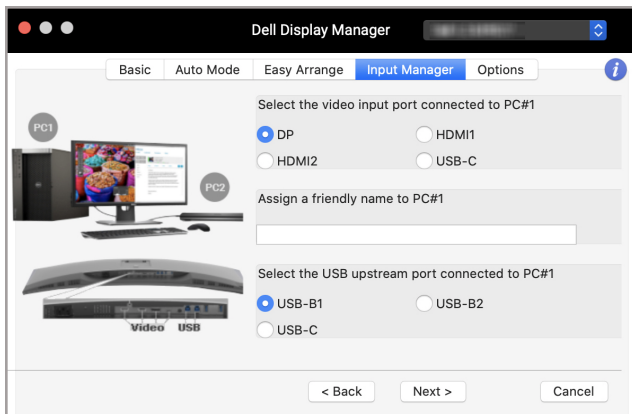 Dell Display Manager
Basic
Auto Mode
Easy Arrange
Input Manager
Options
i
Select the video input port connected to PC#1
DP
HDMI1
HDMI2
USB-C
PC1
PC2
Assign a friendly name to PC#1
Select the USB upstream port connected to PC#1
USB-B1
USB-B2
USB-C
Video USB
< Back
Next >
Cancel